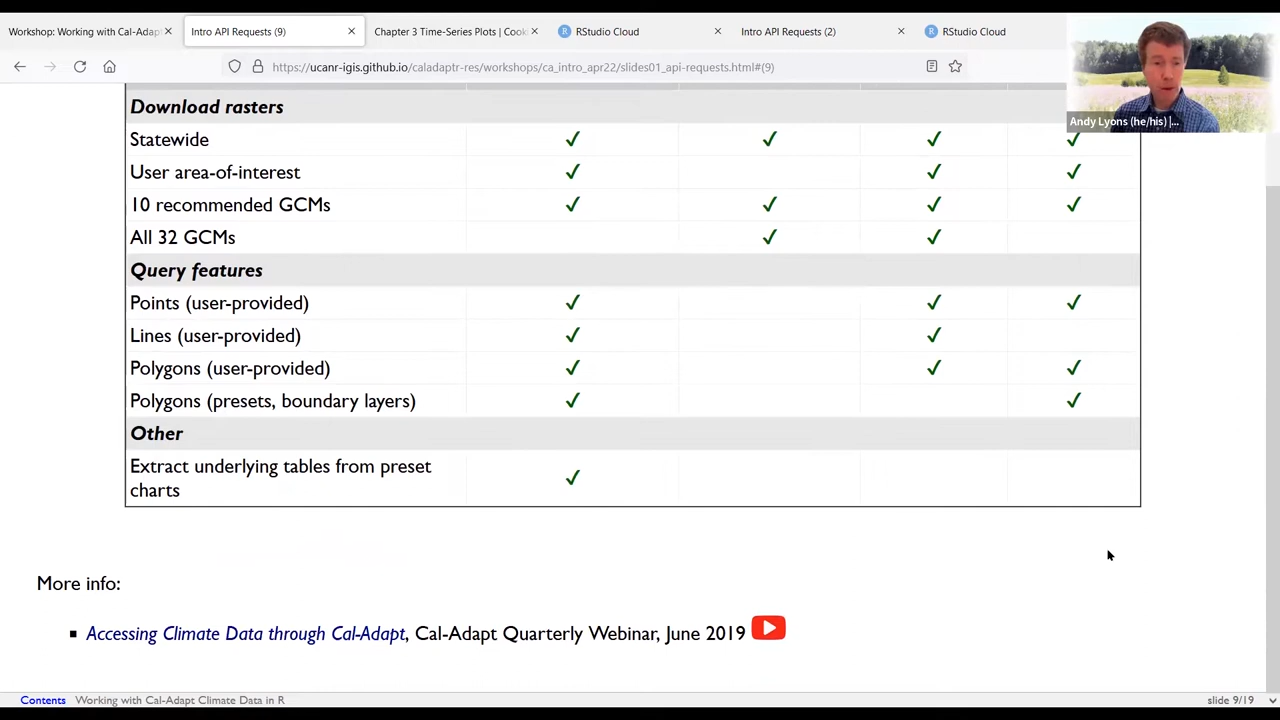 Workshop: Working with Cal-Adap
Intro API Requests (9)
Chapter 3 Time-Series Plots | Cook
RStudio Cloud
Intro API Requests (2)
RStudio Cloud
https://ucanr-igis.github.io/caladapt-res/workshops/ca_intro_apr22/slides01_api-requests.html#(9)
Andy Lyons (he/his) |...
Download rasters
Statewide ✓ ✓ ✓ ✓
User area-of-interest ✓ ✓ ✓
10 recommended GCMs ✓ ✓ ✓ ✓
All 32 GCMs ✓ ✓
Query features
Points (user-provided) ✓ ✓ ✓
Lines (user-provided) ✓ ✓
Polygons (user-provided) ✓ ✓ ✓
Polygons (presets, boundary layers) ✓ ✓
Other
Extract underlying tables from preset
charts ✓
More info:
▪ Accessing Climate Data through Cal-Adapt, Cal-Adapt Quarterly Webinar, June 2019
Contents Working with Cal-Adapt Climate Data in R slide 9/19